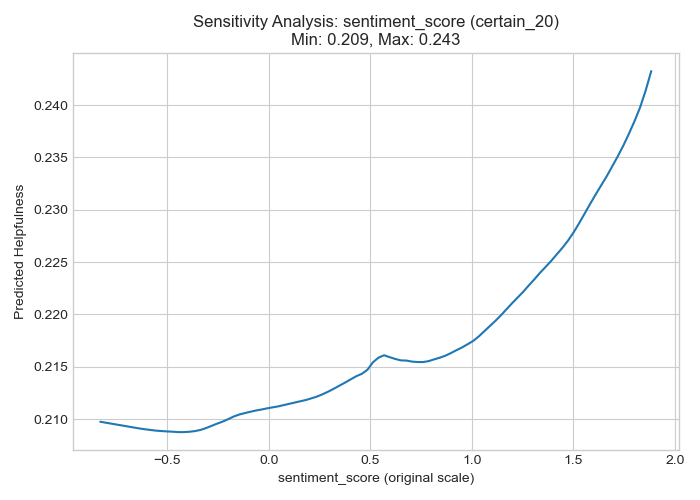 Sensitivity Analysis: sentiment_score (certain_20)
Min: 0.209, Max: 0.243
Predicted Helpfulness
0.240
0.235
0.230
0.225
0.220
0.215
0.210
−0.5 0.0 0.5 1.0 1.5 2.0
sentiment_score (original scale)